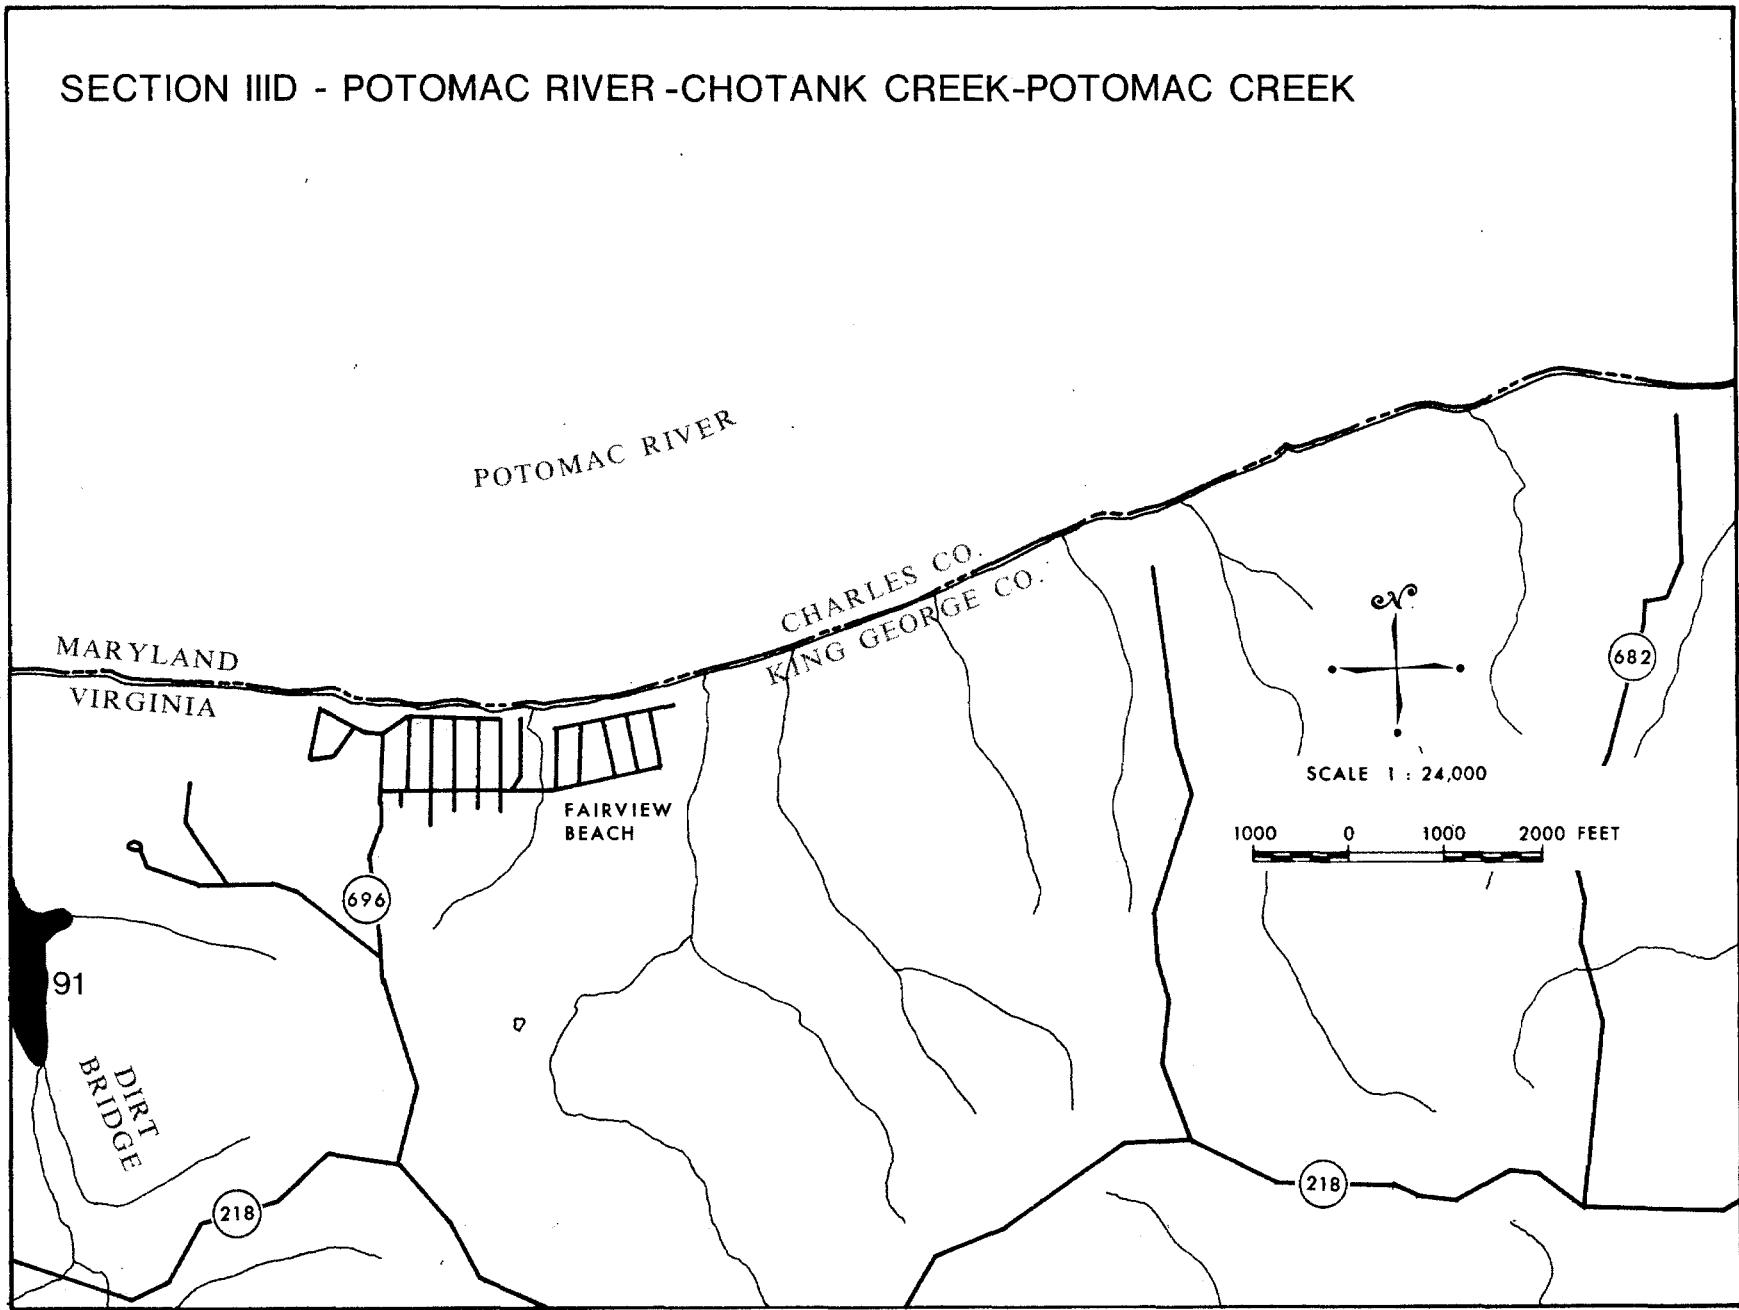 SECTION IIID - POTOMAC RIVER-CHOTANK CREEK-POTOMAC CREEK
POTOMAC RIVER
CHARLES CO.
KING GEORGE CO.
MARYLAND
VIRGINIA
N
682
SCALE 1 : 24,000
1000 0 1000 2000 FEET
FAIRVIEW
BEACH
696
91
DIRT
BRIDGE
218
218